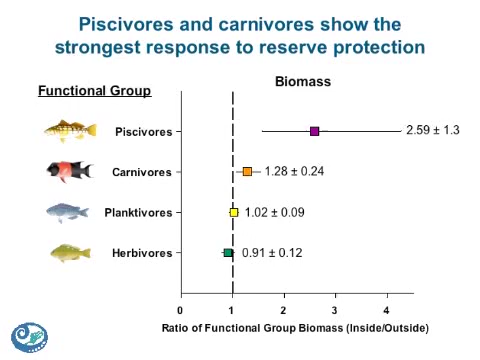 Piscivores and carnivores show the
strongest response to reserve protection
Biomass
Functional Group
Piscivores
2.59 ± 1.3
Carnivores
1.28 ± 0.24
Planktivores
1.02 ± 0.09
Herbivores
0.91 ± 0.12
0 1 2 3 4
Ratio of Functional Group Biomass (Inside/Outside)